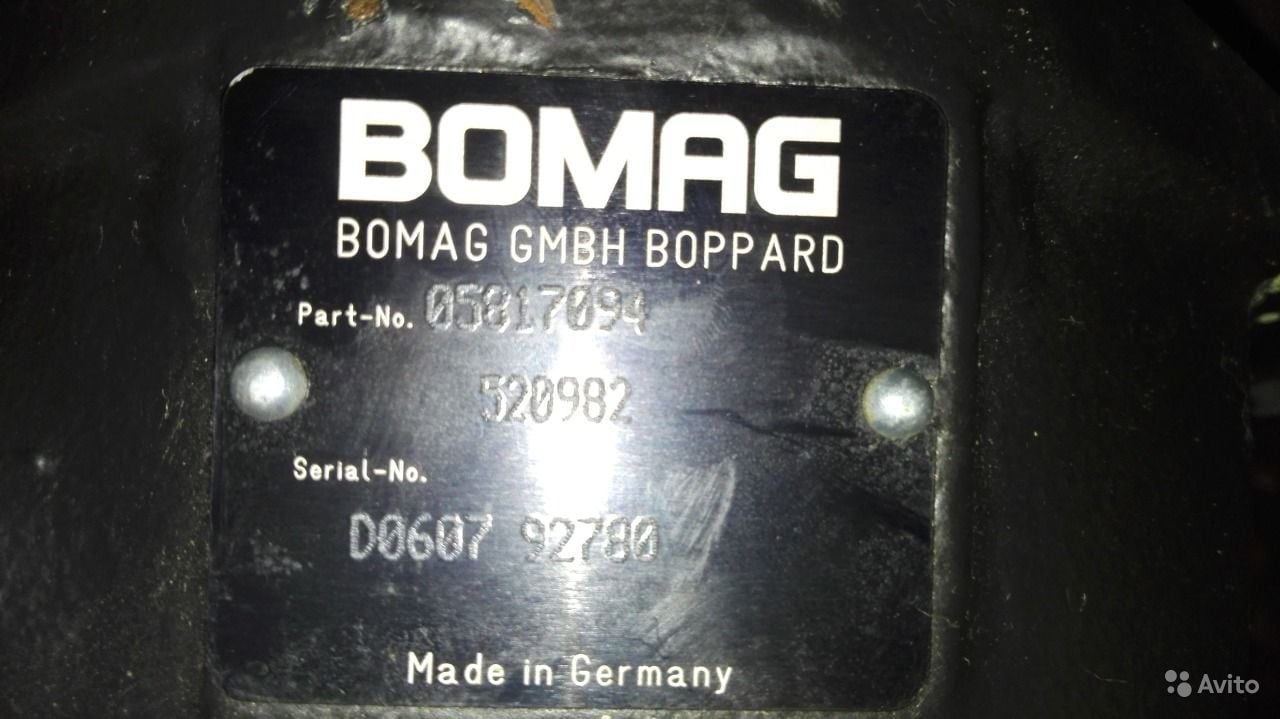 BOMAG
BOMAG GMBH BOPPARD
Part-No. 05817094
520982
Serial-No.
D0607 92780
Made in Germany
Avito